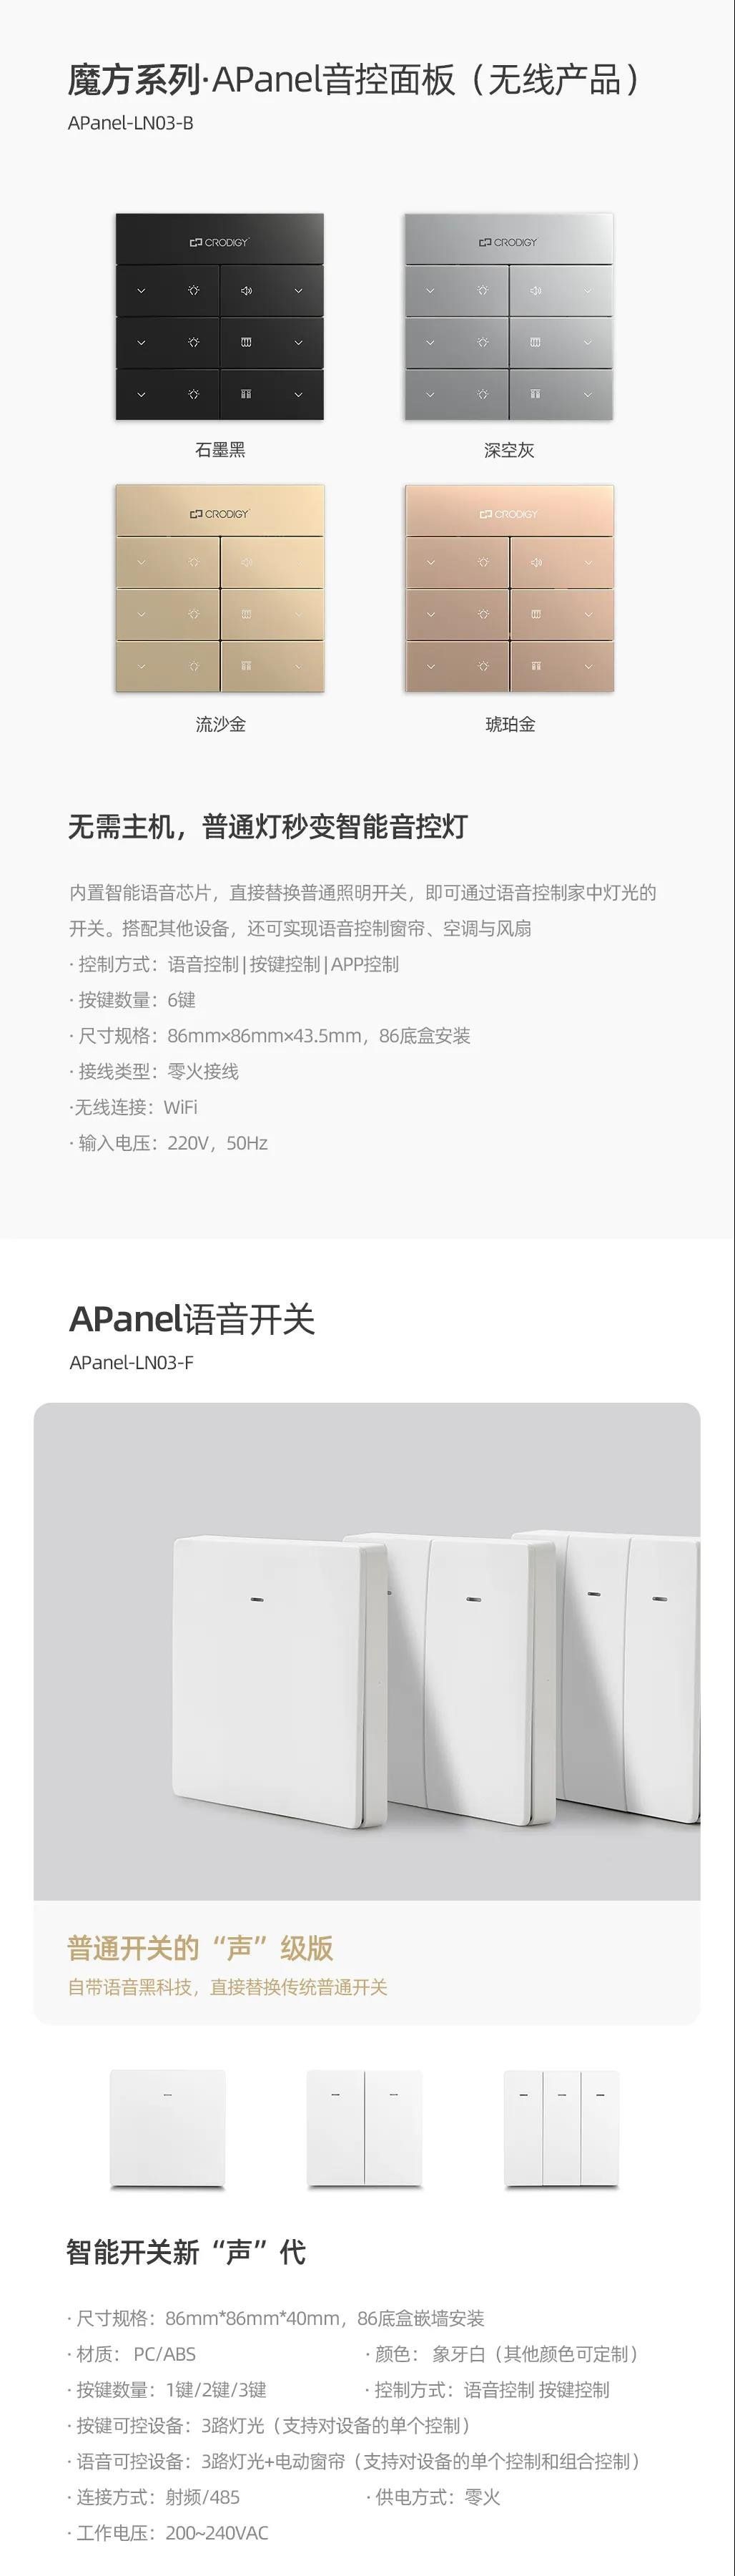 魔方系列·APanel音控面板（无线产品）
APanel-LN03-B
CRODIGY
CRODIGY
石墨黑
深空灰
CRODIGY
CRODIGY
流沙金
琥珀金
无需主机，普通灯秒变智能音控灯
内置智能语音芯片，直接替换普通照明开关，即可通过语音控制家中灯光的
开关。搭配其他设备，还可实现语音控制窗帘、空调与风扇
· 控制方式：语音控制|按键控制|APP控制
· 按键数量：6键
· 尺寸规格：86mm×86mm×43.5mm，86底盒安装
· 接线类型：零火接线
·无线连接：WiFi
· 输入电压：220V，50Hz
APanel语音开关
APanel-LN03-F
普通开关的“声”级版
自带语音黑科技，直接替换传统普通开关
智能开关新“声”代
· 尺寸规格：86mm*86mm*40mm，86底盒嵌墙安装
· 材质： PC/ABS
· 颜色： 象牙白（其他颜色可定制）
· 按键数量：1键/2键/3键
· 控制方式：语音控制 按键控制
· 按键可控设备：3路灯光（支持对设备的单个控制）
· 语音可控设备：3路灯光+电动窗帘（支持对设备的单个控制和组合控制）
· 连接方式：射频/485
· 供电方式：零火
· 工作电压：200~240VAC